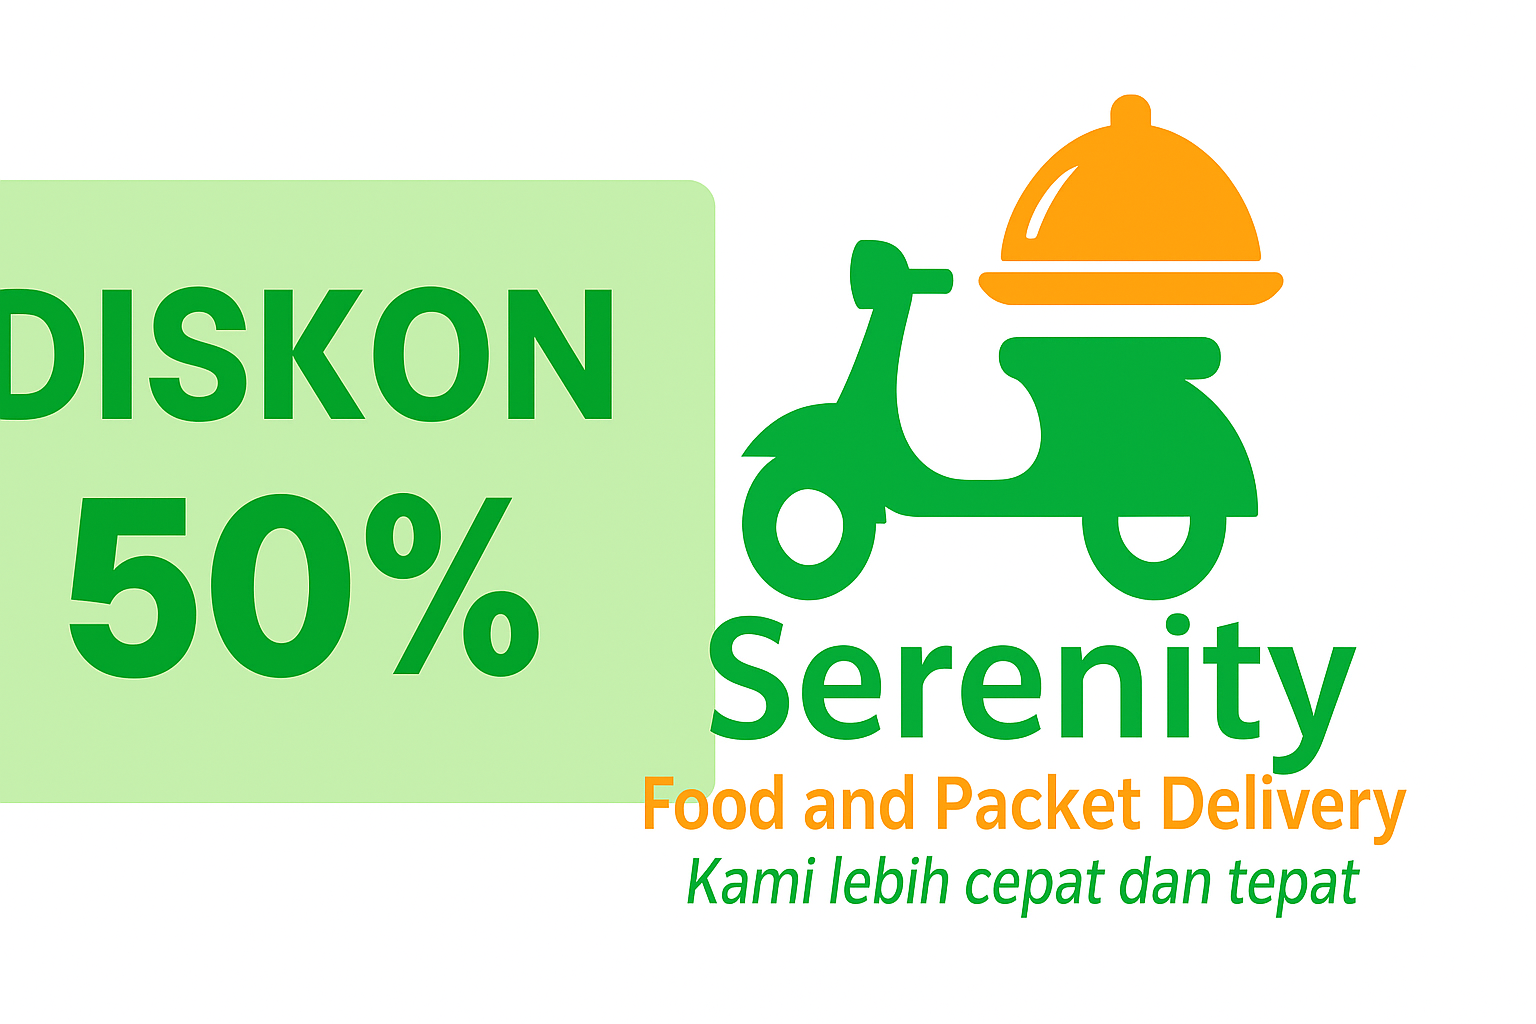 DISKON
50%
Serenity
Food and Packet Delivery
Kami lebih cepat dan tepat